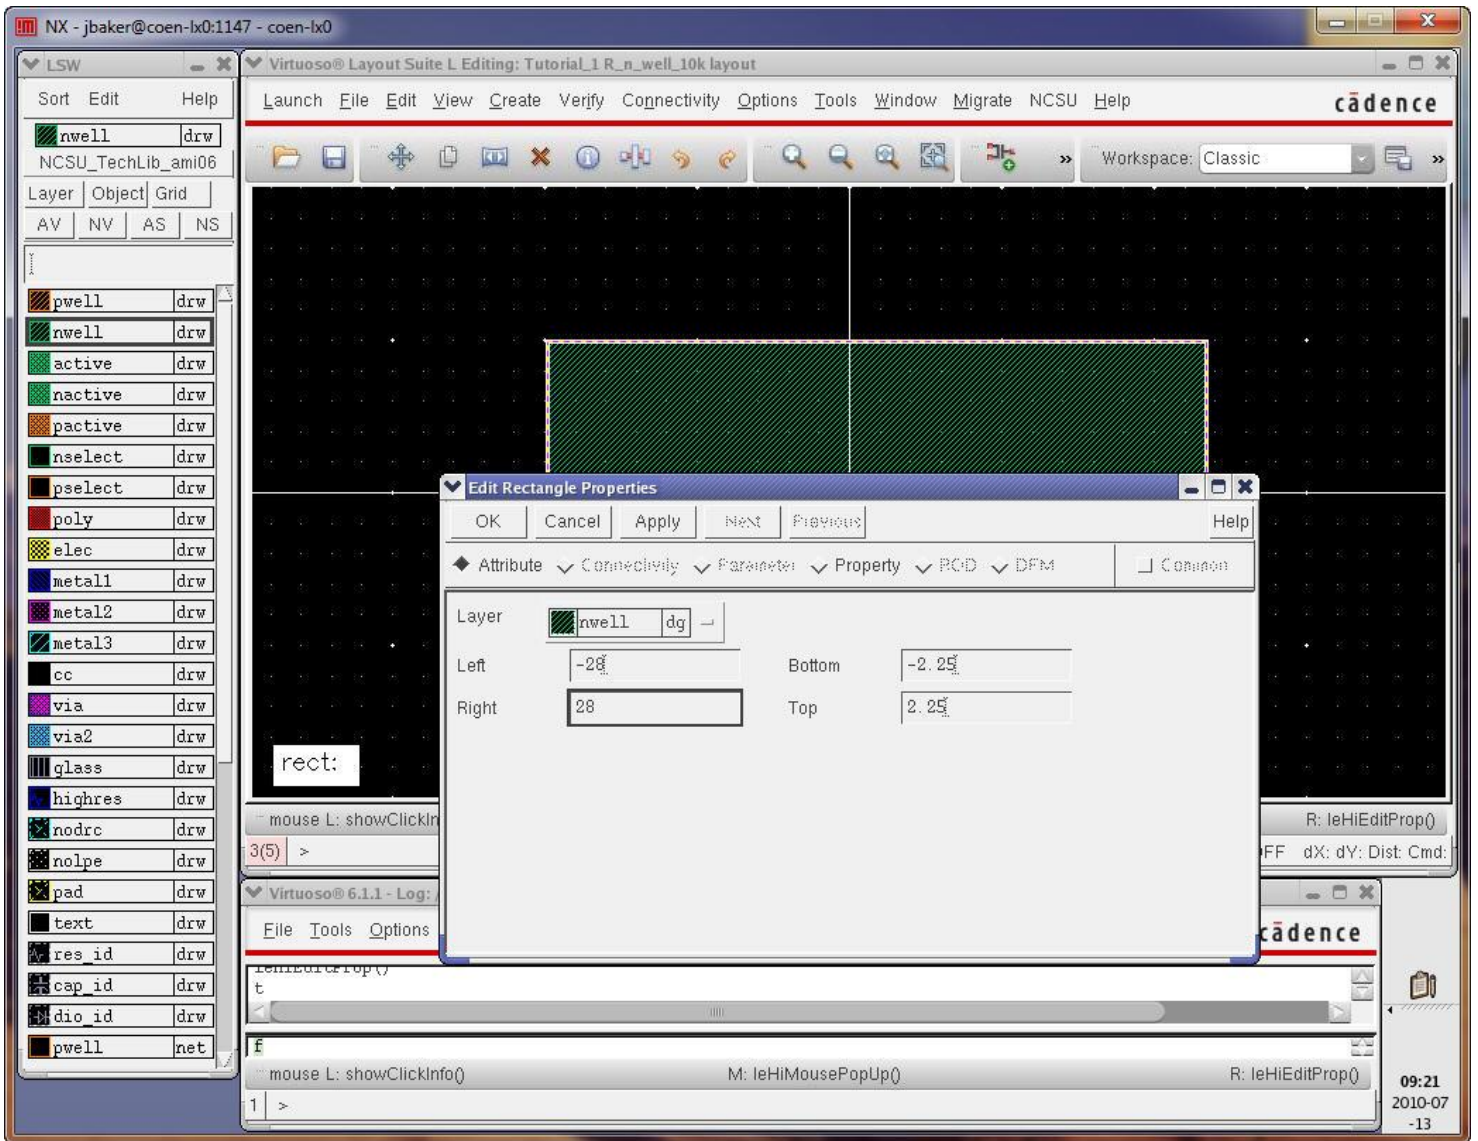 NX - jbaker@coen-lx0:1147 - coen-lx0
LSW
Sort Edit Help
nwell drw
NCSU_TechLib_ami06
Layer Object Grid
AV NV AS NS
pwell drw
nwell drw
active drw
nactive drw
pactive drw
nselect drw
pselect drw
poly drw
elec drw
metal1 drw
metal2 drw
metal3 drw
cc drw
via drw
via2 drw
glass drw
highres drw
nodrc drw
nolpe drw
pad drw
text drw
res_id drw
cap_id drw
dio_id drw
pwell net
Virtuoso® Layout Suite L Editing: Tutorial_1 R_n_well_10k layout
Launch File Edit View Create Verify Connectivity Options Tools Window Migrate NCSU Help cādence
» Workspace: Classic »
Edit Rectangle Properties
OK Cancel Apply Next Previous Help
Attribute Connectivity Parameter Property ROD DFM Common
Layer nwell dg
Left -28 Bottom -2.25
Right 28 Top 2.25
rect:
mouse L: showClickIn R: leHiEditProp()
3(5) > FF dX: dY: Dist: Cmd:
Virtuoso® 6.1.1 - Log: /
File Tools Options cādence
leHiEditProp()
t
f
mouse L: showClickInfo() M: leHiMousePopUp() R: leHiEditProp()
1 >
09:21
2010-07
-13